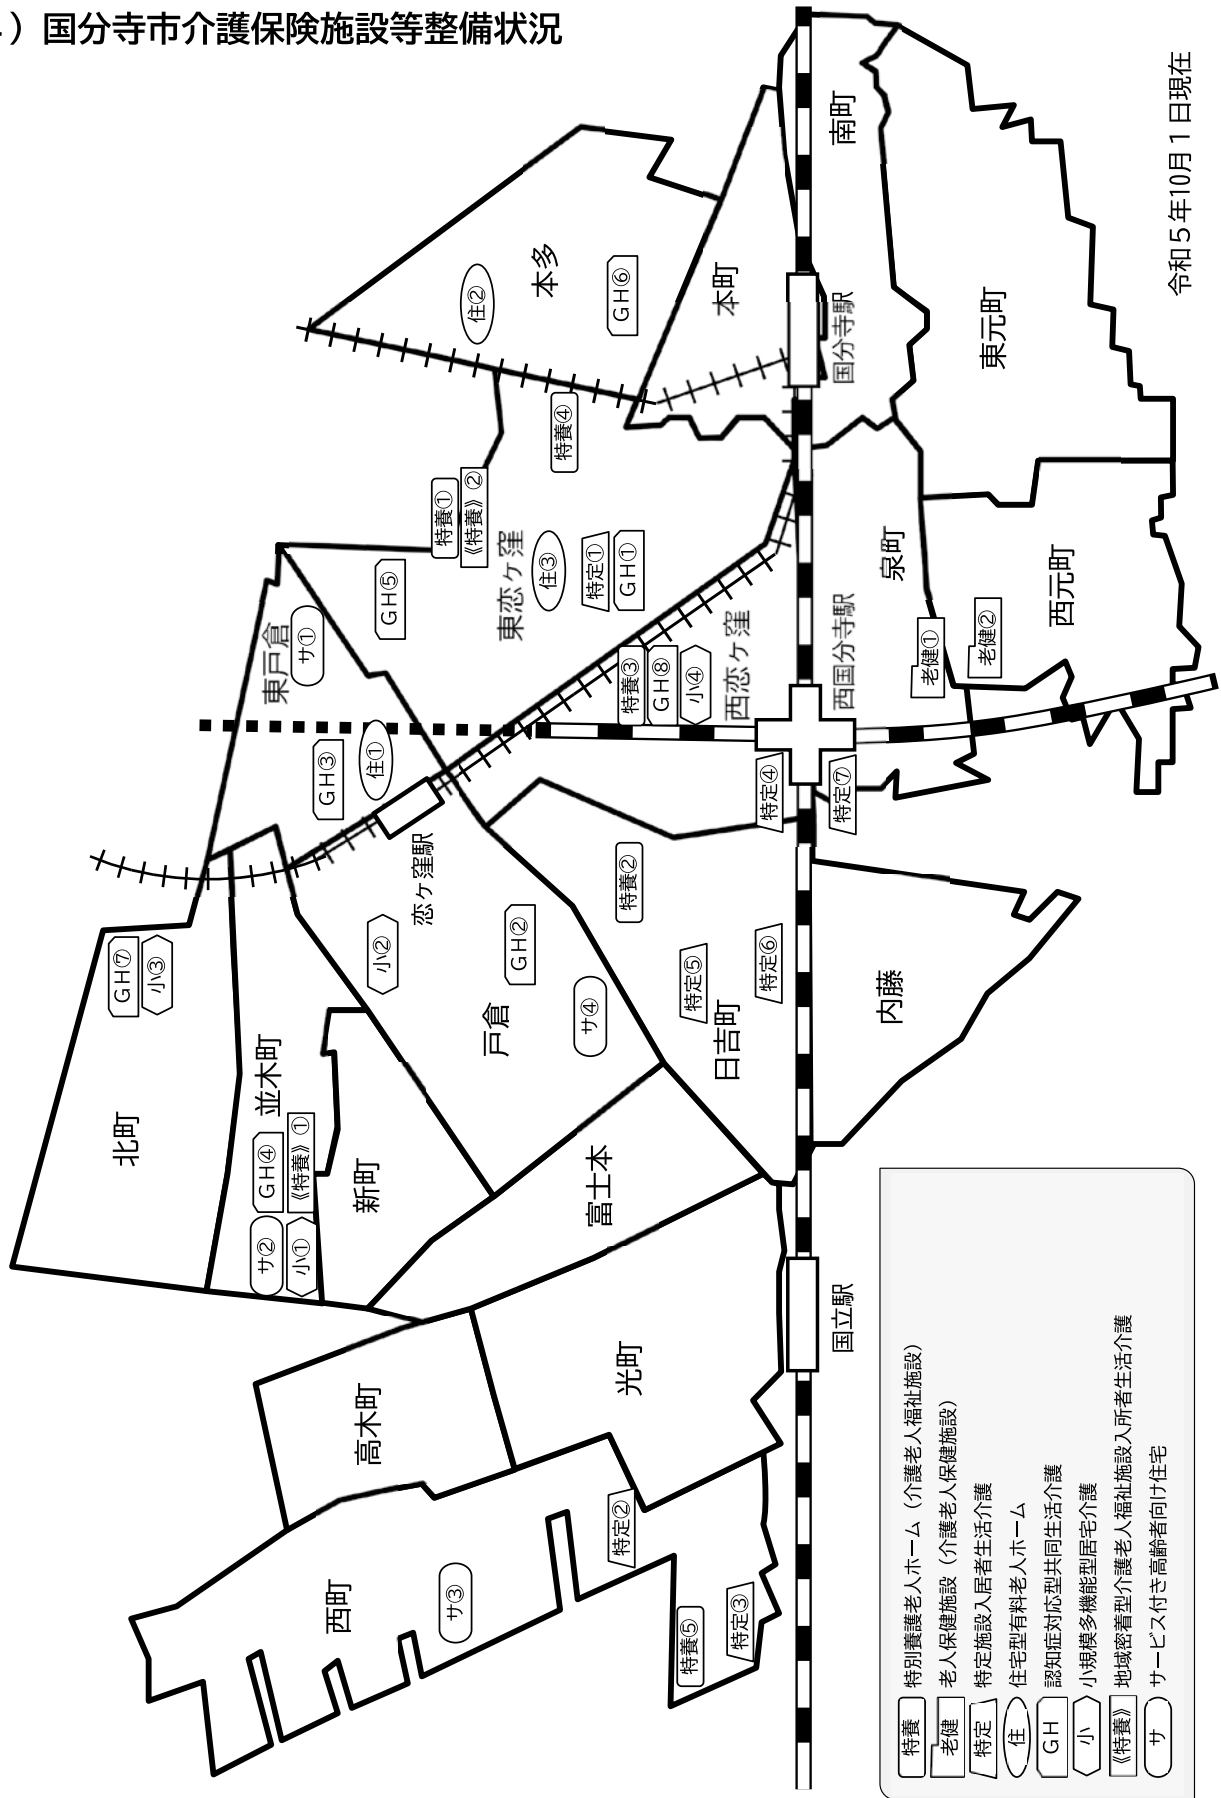 ）国分寺市介護保険施設等整備状況
令和５年10月１日現在
北町
GH⑦
小③
並木町
GH④
《特養》①
サ②
小①
新町
東戸倉
サ①
GH③
住①
恋ヶ窪駅
小②
戸倉
GH②
サ④
GH⑤
特養①
《特養》②
東恋ヶ窪
住③
特定①
GH①
特養④
本多
住②
GH⑥
本町
南町
国分寺駅
東元町
泉町
西元町
老健①
老健②
西国分寺駅
西恋ヶ窪
特養③
GH⑧
小④
特定④
特定⑦
特養②
特定⑤
特定⑥
日吉町
内藤
富士本
光町
国立駅
高木町
西町
サ③
特定②
特養⑤
特定③
特養 特別養護老人ホーム（介護老人福祉施設）
老健 老人保健施設（介護老人保健施設）
特定 特定施設入居者生活介護
住 住宅型有料老人ホーム
GH 認知症対応型共同生活介護
小 小規模多機能型居宅介護
《特養》 地域密着型介護老人福祉施設入所者生活介護
サ サービス付き高齢者向け住宅